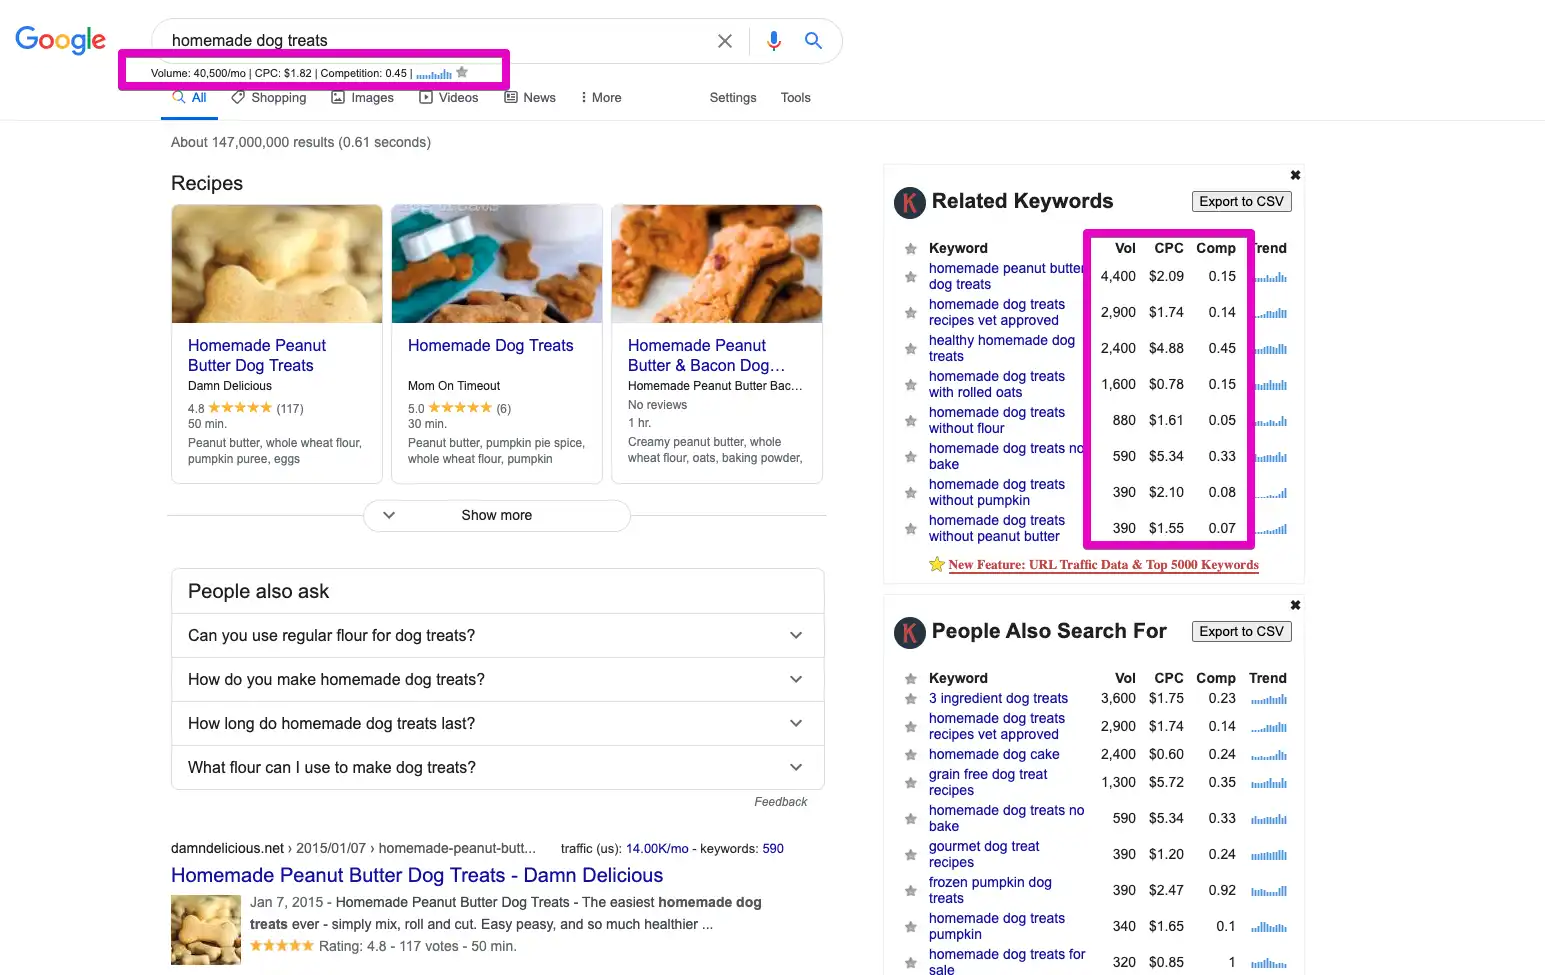 Google
homemade dog treats
Volume: 40,500/mo | CPC: $1.82 | Competition: 0.45 |
All
Shopping
Images
Videos
News
More
Settings
Tools
About 147,000,000 results (0.61 seconds)
Recipes
Homemade Peanut
Butter Dog Treats
Damn Delicious
4.8 (117)
50 min.
Peanut butter, whole wheat flour,
pumpkin puree, eggs
Homemade Dog Treats
Mom On Timeout
5.0 (6)
30 min.
Peanut butter, pumpkin pie spice,
whole wheat flour, pumpkin
Homemade Peanut
Butter & Bacon Dog…
Homemade Peanut Butter Bac…
No reviews
1 hr.
Creamy peanut butter, whole
wheat flour, oats, baking powder,
Show more
People also ask
Can you use regular flour for dog treats?
How do you make homemade dog treats?
How long do homemade dog treats last?
What flour can I use to make dog treats?
Feedback
damndelicious.net › 2015/01/07 › homemade-peanut-butt... traffic (us): 14.00K/mo - keywords: 590
Homemade Peanut Butter Dog Treats - Damn Delicious
Jan 7, 2015 - Homemade Peanut Butter Dog Treats - The easiest homemade dog
treats ever - simply mix, roll and cut. Easy peasy, and so much healthier ...
Rating: 4.8 - 117 votes - 50 min.
K Related Keywords Export to CSV
Keyword Vol CPC Comp Trend
homemade peanut butter
dog treats 4,400 $2.09 0.15
homemade dog treats
recipes vet approved 2,900 $1.74 0.14
healthy homemade dog
treats 2,400 $4.88 0.45
homemade dog treats
with rolled oats 1,600 $0.78 0.15
homemade dog treats
without flour 880 $1.61 0.05
homemade dog treats no
bake 590 $5.34 0.33
homemade dog treats
without pumpkin 390 $2.10 0.08
homemade dog treats
without peanut butter 390 $1.55 0.07
New Feature: URL Traffic Data & Top 5000 Keywords
K People Also Search For Export to CSV
Keyword Vol CPC Comp Trend
3 ingredient dog treats 3,600 $1.75 0.23
homemade dog treats
recipes vet approved 2,900 $1.74 0.14
homemade dog cake 2,400 $0.60 0.24
grain free dog treat
recipes 1,300 $5.72 0.35
homemade dog treats no
bake 590 $5.34 0.33
gourmet dog treat
recipes 390 $1.20 0.24
frozen pumpkin dog
treats 390 $2.47 0.92
homemade dog treats
pumpkin 340 $1.65 0.1
homemade dog treats for
sale 320 $0.85 1